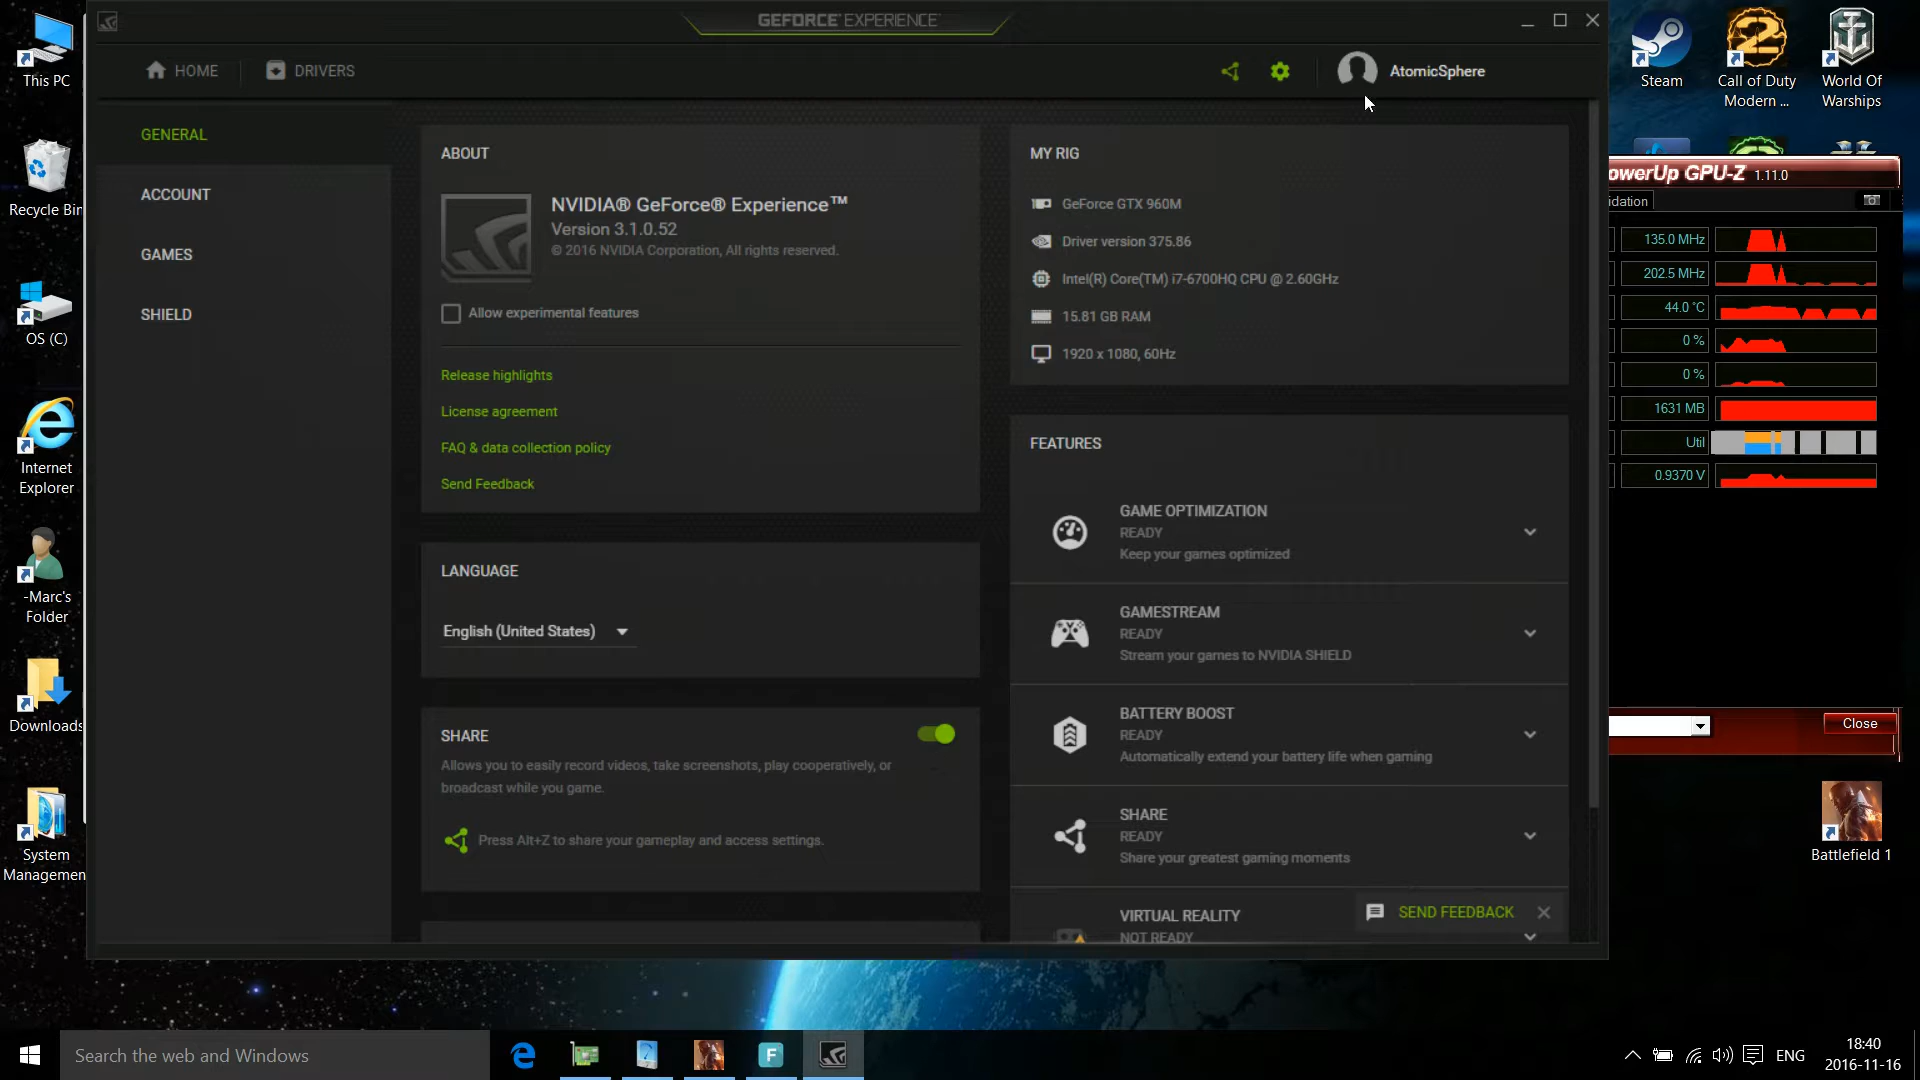 This PC
Recycle Bin
OS (C)
Internet
Explorer
-Marc's
Folder
Downloads
System
Managemen
GEFORCE EXPERIENCE
HOME
DRIVERS
AtomicSphere
GENERAL
ACCOUNT
GAMES
SHIELD
ABOUT
NVIDIA® GeForce® Experience™
Version 3.1.0.52
© 2016 NVIDIA Corporation, All rights reserved.
Allow experimental features
Release highlights
License agreement
FAQ & data collection policy
Send Feedback
LANGUAGE
English (United States)
SHARE
Allows you to easily record videos, take screenshots, play cooperatively, or
broadcast while you game.
Press Alt+Z to share your gameplay and access settings.
MY RIG
GeForce GTX 960M
Driver version 375.86
Intel(R) Core(TM) i7-6700HQ CPU @ 2.60GHz
15.81 GB RAM
1920 x 1080, 60Hz
FEATURES
GAME OPTIMIZATION
READY
Keep your games optimized
GAMESTREAM
READY
Stream your games to NVIDIA SHIELD
BATTERY BOOST
READY
Automatically extend your battery life when gaming
SHARE
READY
Share your greatest gaming moments
VIRTUAL REALITY
NOT READY
SEND FEEDBACK
Steam
Call of Duty
Modern ...
World Of
Warships
owerUp GPU-Z 1.11.0
idation
135.0 MHz
202.5 MHz
44.0 °C
0 %
0 %
1631 MB
Util
0.9370 V
Close
Battlefield 1
Search the web and Windows
ENG
18:40
2016-11-16